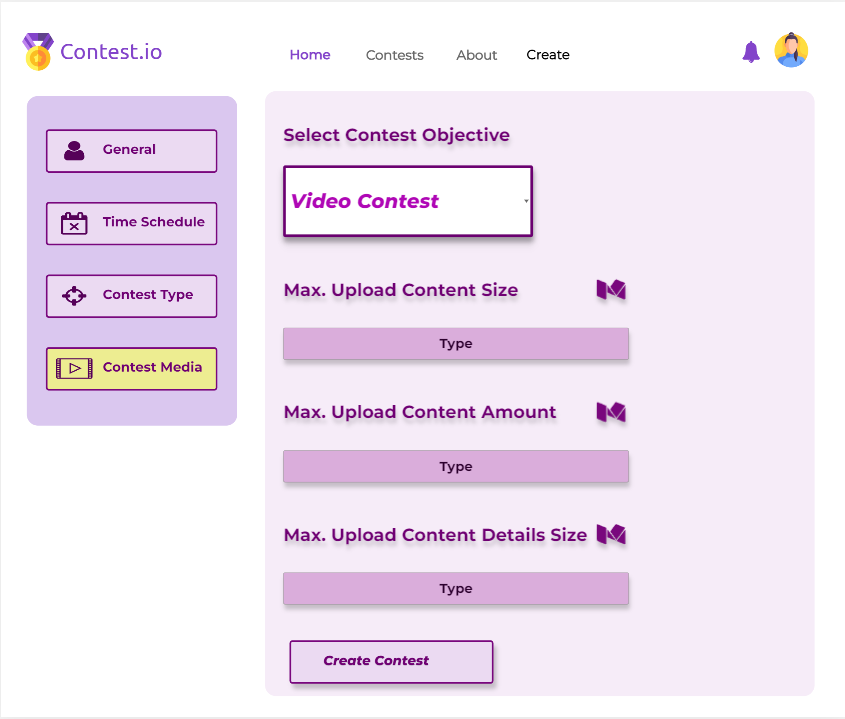 Contest.io
Home Contests About Create
General
Time Schedule
Contest Type
Contest Media
Select Contest Objective
Video Contest
Max. Upload Content Size
Type
Max. Upload Content Amount
Type
Max. Upload Content Details Size
Type
Create Contest